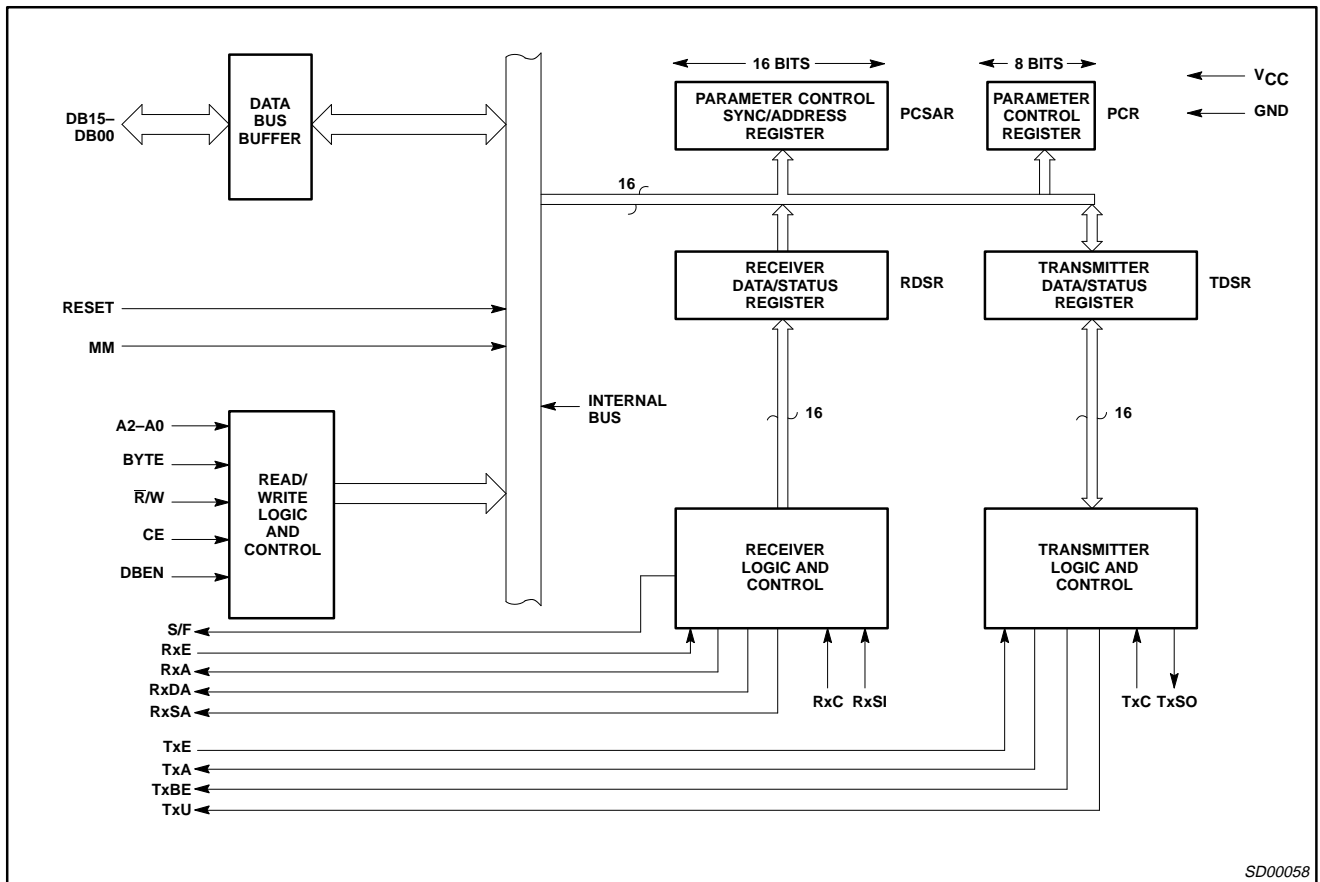 16 BITS
8 BITS
VCC
GND
DATA
BUS
BUFFER
DB15–
DB00
PARAMETER CONTROL
SYNC/ADDRESS
REGISTER
PCSAR
PARAMETER
CONTROL
REGISTER
PCR
16
RECEIVER
DATA/STATUS
REGISTER
RDSR
TRANSMITTER
DATA/STATUS
REGISTER
TDSR
RESET
MM
INTERNAL
BUS
16
16
A2–A0
BYTE
R̅/W
CE
DBEN
READ/
WRITE
LOGIC
AND
CONTROL
RECEIVER
LOGIC AND
CONTROL
TRANSMITTER
LOGIC AND
CONTROL
S/F
RxE
RxA
RxDA
RxSA
RxC RxSI
TxC TxSO
TxE
TxA
TxBE
TxU
SD00058